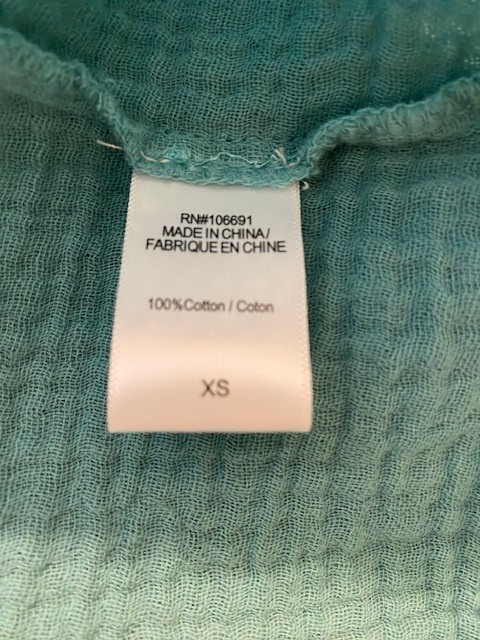 RN#106691
MADE IN CHINA/
FABRIQUE EN CHINE
100%Cotton / Coton
XS